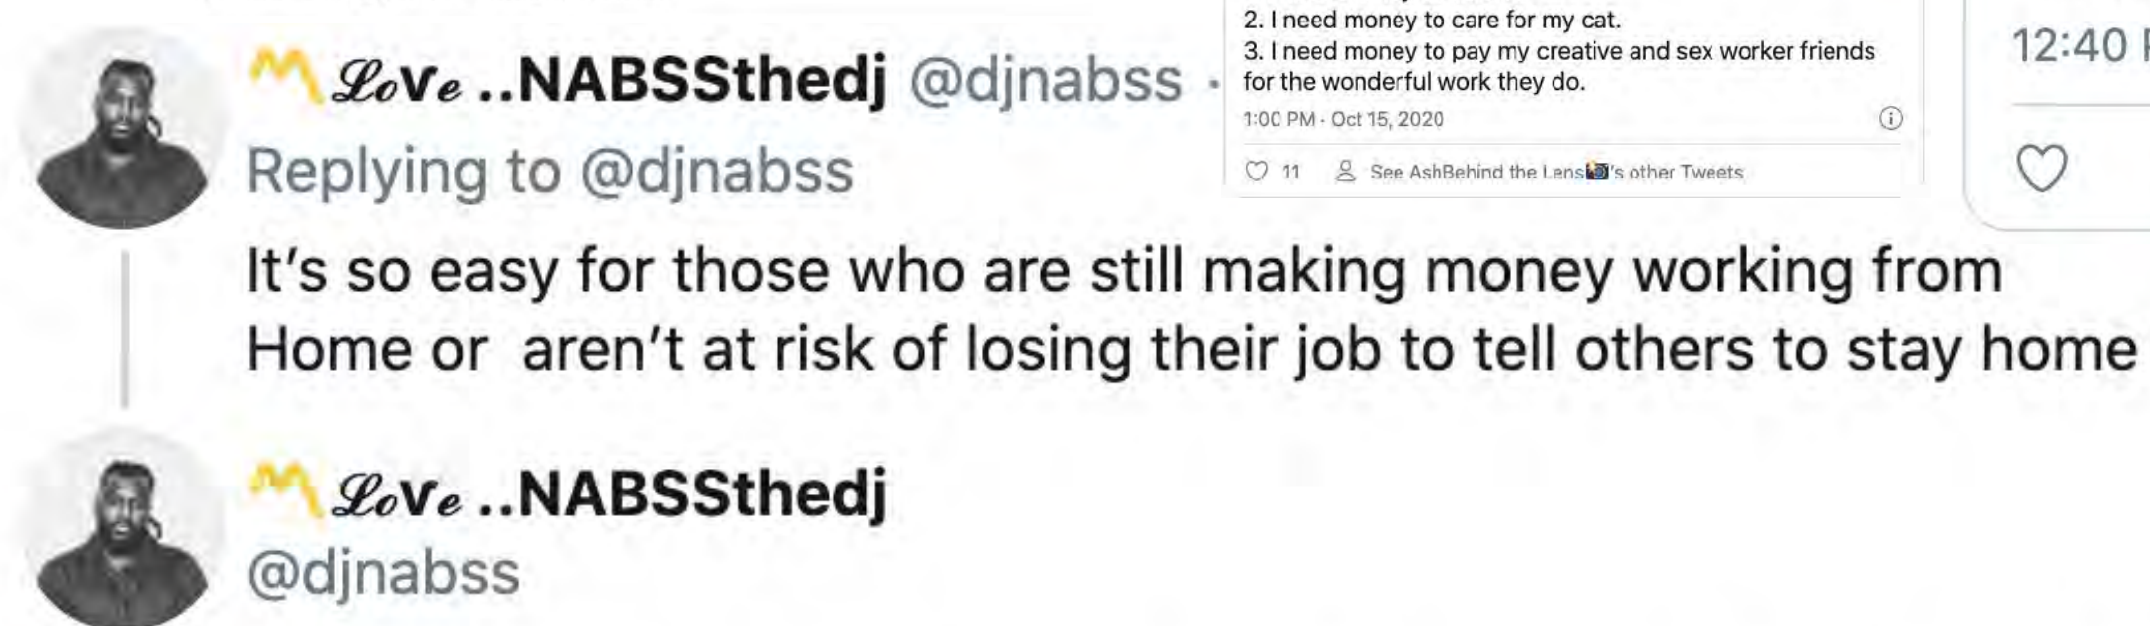 〽️ℒℴѴℯ ..NABSSthedj @djnabss ·
Replying to @djnabss
It’s so easy for those who are still making money working from
Home or  aren’t at risk of losing their job to tell others to stay home
〽️ℒℴѴℯ ..NABSSthedj
@djnabss
2. I need money to care for my cat.
3. I need money to pay my creative and sex worker friends
for the wonderful work they do.
1:00 PM · Oct 15, 2020
11 See AshBehind the Lens📸's other Tweets
12:40